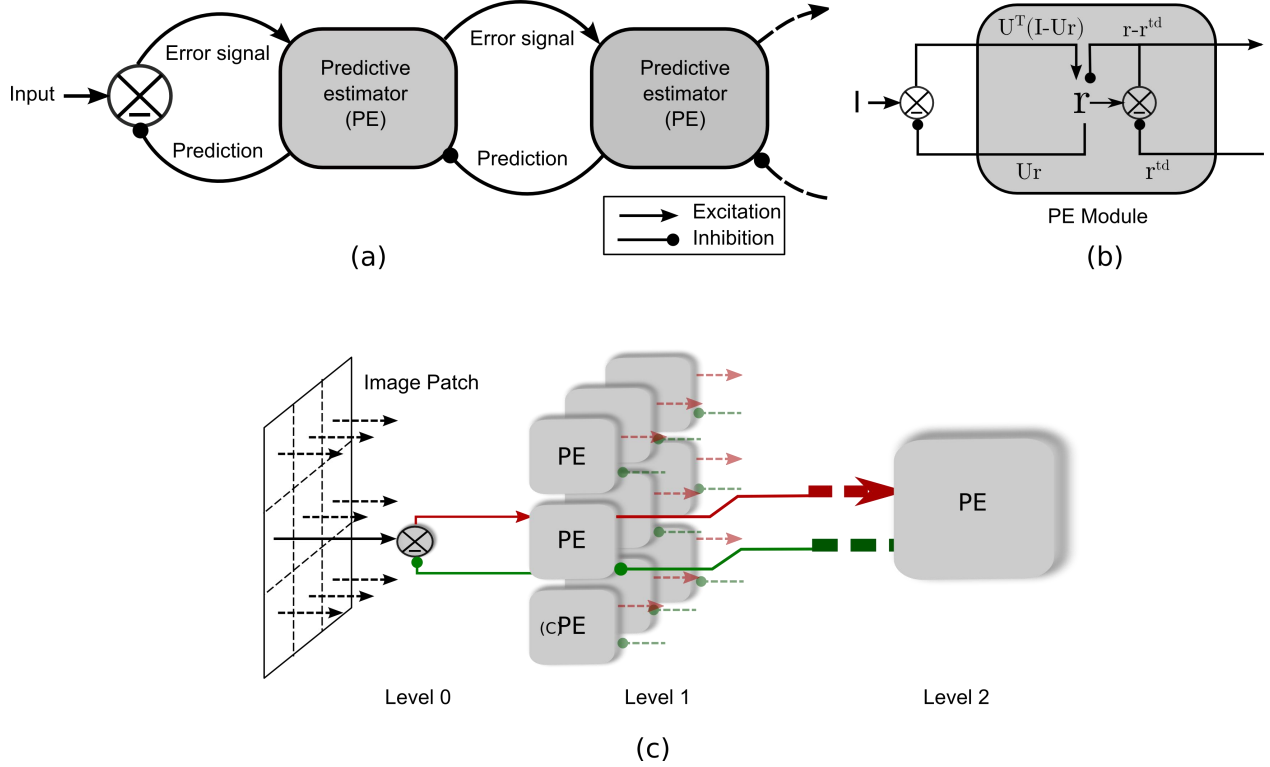 Input
Error signal
Prediction
Predictive
estimator
(PE)
Error signal
Prediction
Predictive
estimator
(PE)
Excitation
Inhibition
(a)
U^T(I-Ur)
r-r^td
I
r
Ur
r^td
PE Module
(b)
Image Patch
PE
PE
(C)PE
PE
Level 0
Level 1
Level 2
(c)